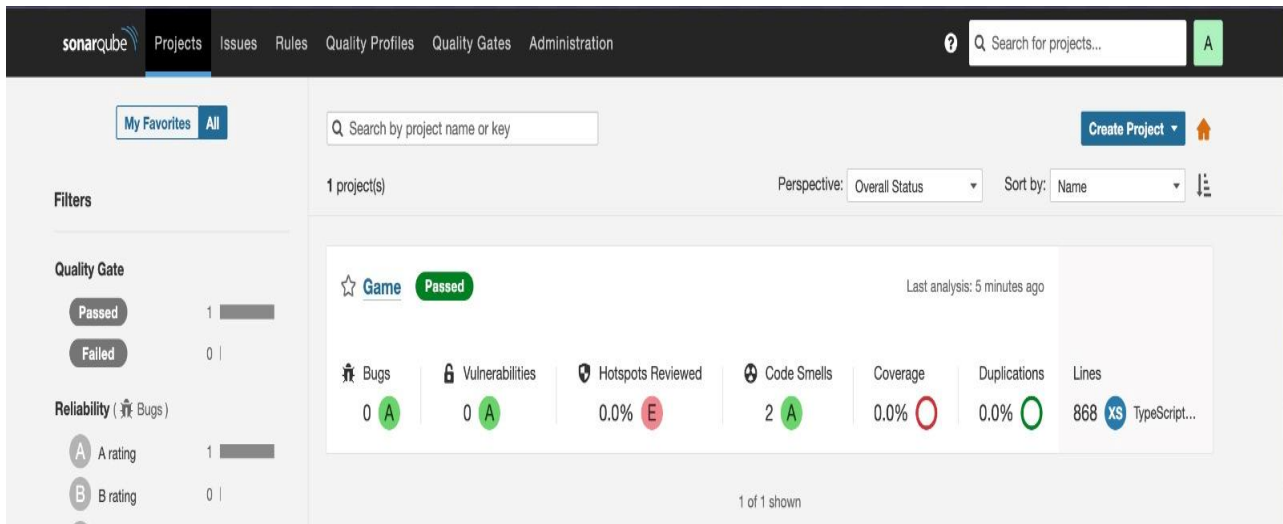 sonarqube Projects Issues Rules Quality Profiles Quality Gates Administration ? Search for projects... A
My Favorites All
Search by project name or key
Create Project
1 project(s)
Perspective: Overall Status
Sort by: Name
Filters
Quality Gate
Passed 1
Failed 0
Reliability ( Bugs )
A A rating 1
B B rating 0
Game Passed
Last analysis: 5 minutes ago
Bugs Vulnerabilities Hotspots Reviewed Code Smells Coverage Duplications Lines
0 A 0 A 0.0% E 2 A 0.0% 0.0% 868 XS TypeScript...
1 of 1 shown